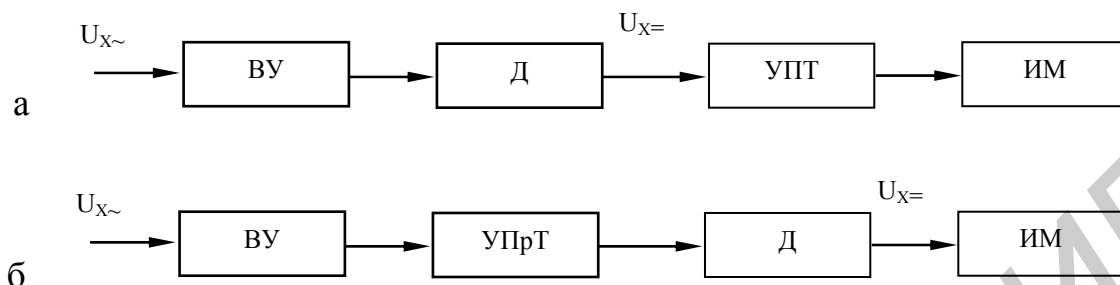 U_X~ U_X=
ВУ Д УПТ ИМ
а
U_X~ U_X=
ВУ УПрТ Д ИМ
б